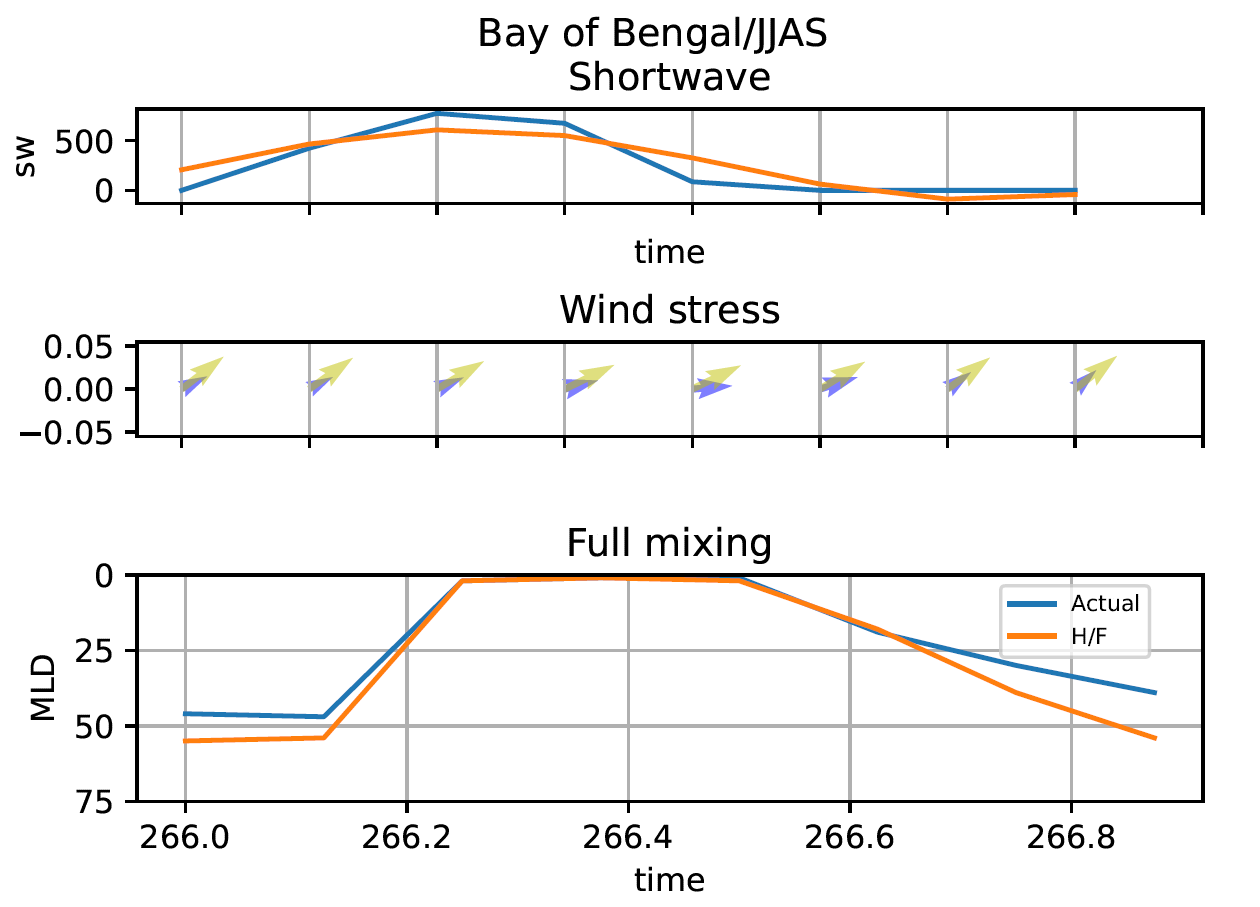 Bay of Bengal/JJAS
Shortwave
500
0
sw
time
Wind stress
0.05
0.00
−0.05
Full mixing
0
25
50
75
MLD
Actual
H/F
266.0 266.2 266.4 266.6 266.8
time